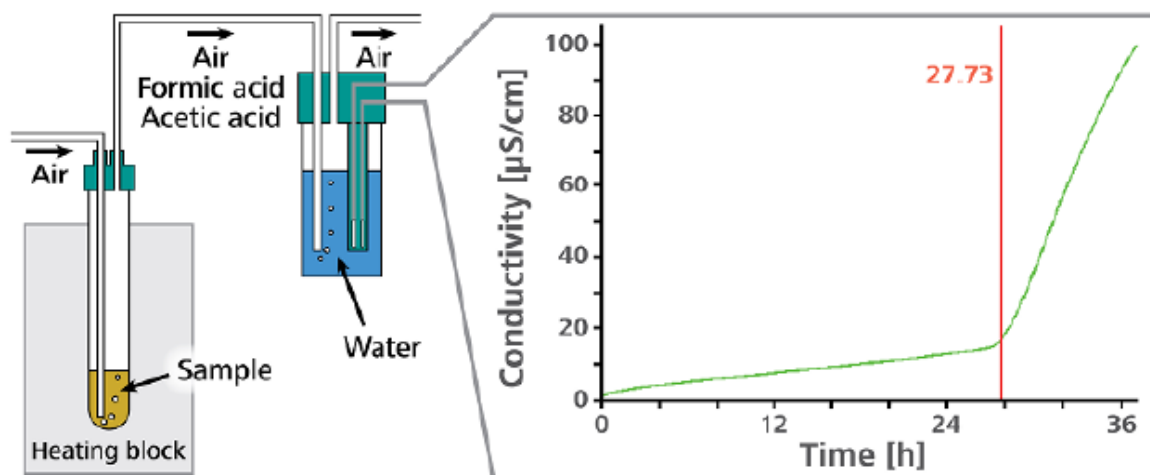 Air
Formic acid
Acetic acid
Air
Air
Sample
Heating block
Water
Conductivity [µS/cm]
100
80
60
40
20
0
27.73
0
12
24
36
Time [h]